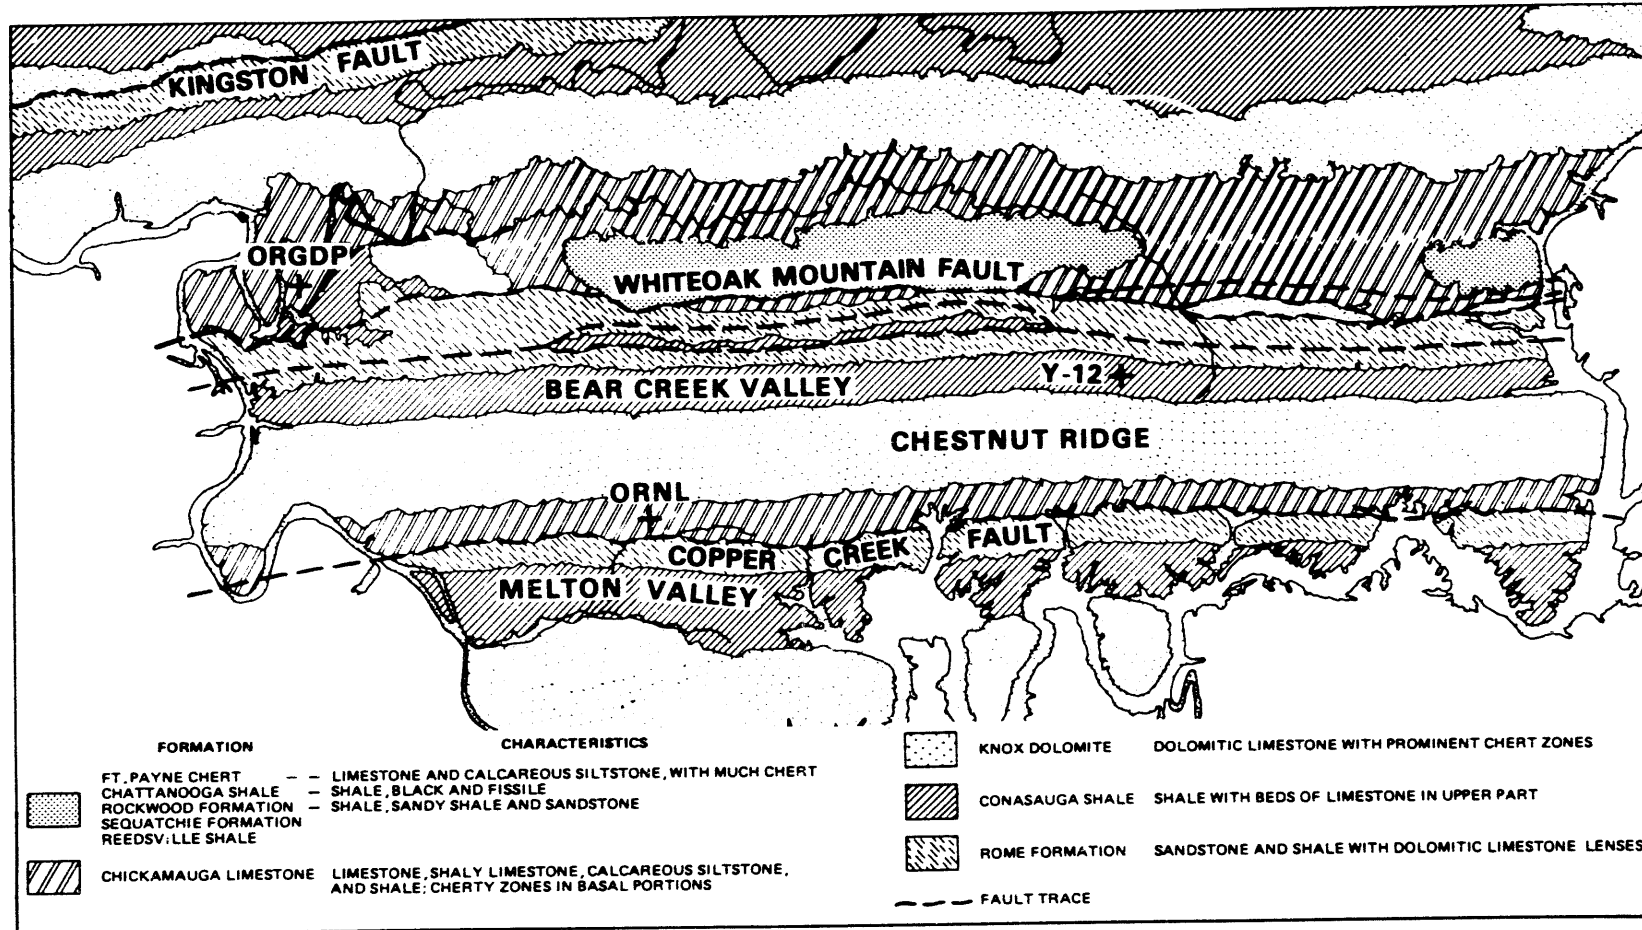 KINGSTON FAULT
ORGDP
WHITEOAK MOUNTAIN FAULT
BEAR CREEK VALLEY
Y-12
CHESTNUT RIDGE
ORNL
COPPER CREEK FAULT
MELTON VALLEY
FORMATION CHARACTERISTICS
FT. PAYNE CHERT – – LIMESTONE AND CALCAREOUS SILTSTONE, WITH MUCH CHERT
CHATTANOOGA SHALE – SHALE, BLACK AND FISSILE
ROCKWOOD FORMATION – SHALE, SANDY SHALE AND SANDSTONE
SEQUATCHIE FORMATION
REEDSVILLE SHALE
CHICKAMAUGA LIMESTONE LIMESTONE, SHALY LIMESTONE, CALCAREOUS SILTSTONE,
AND SHALE; CHERTY ZONES IN BASAL PORTIONS
KNOX DOLOMITE DOLOMITIC LIMESTONE WITH PROMINENT CHERT ZONES
CONASAUGA SHALE SHALE WITH BEDS OF LIMESTONE IN UPPER PART
ROME FORMATION SANDSTONE AND SHALE WITH DOLOMITIC LIMESTONE LENSES
FAULT TRACE